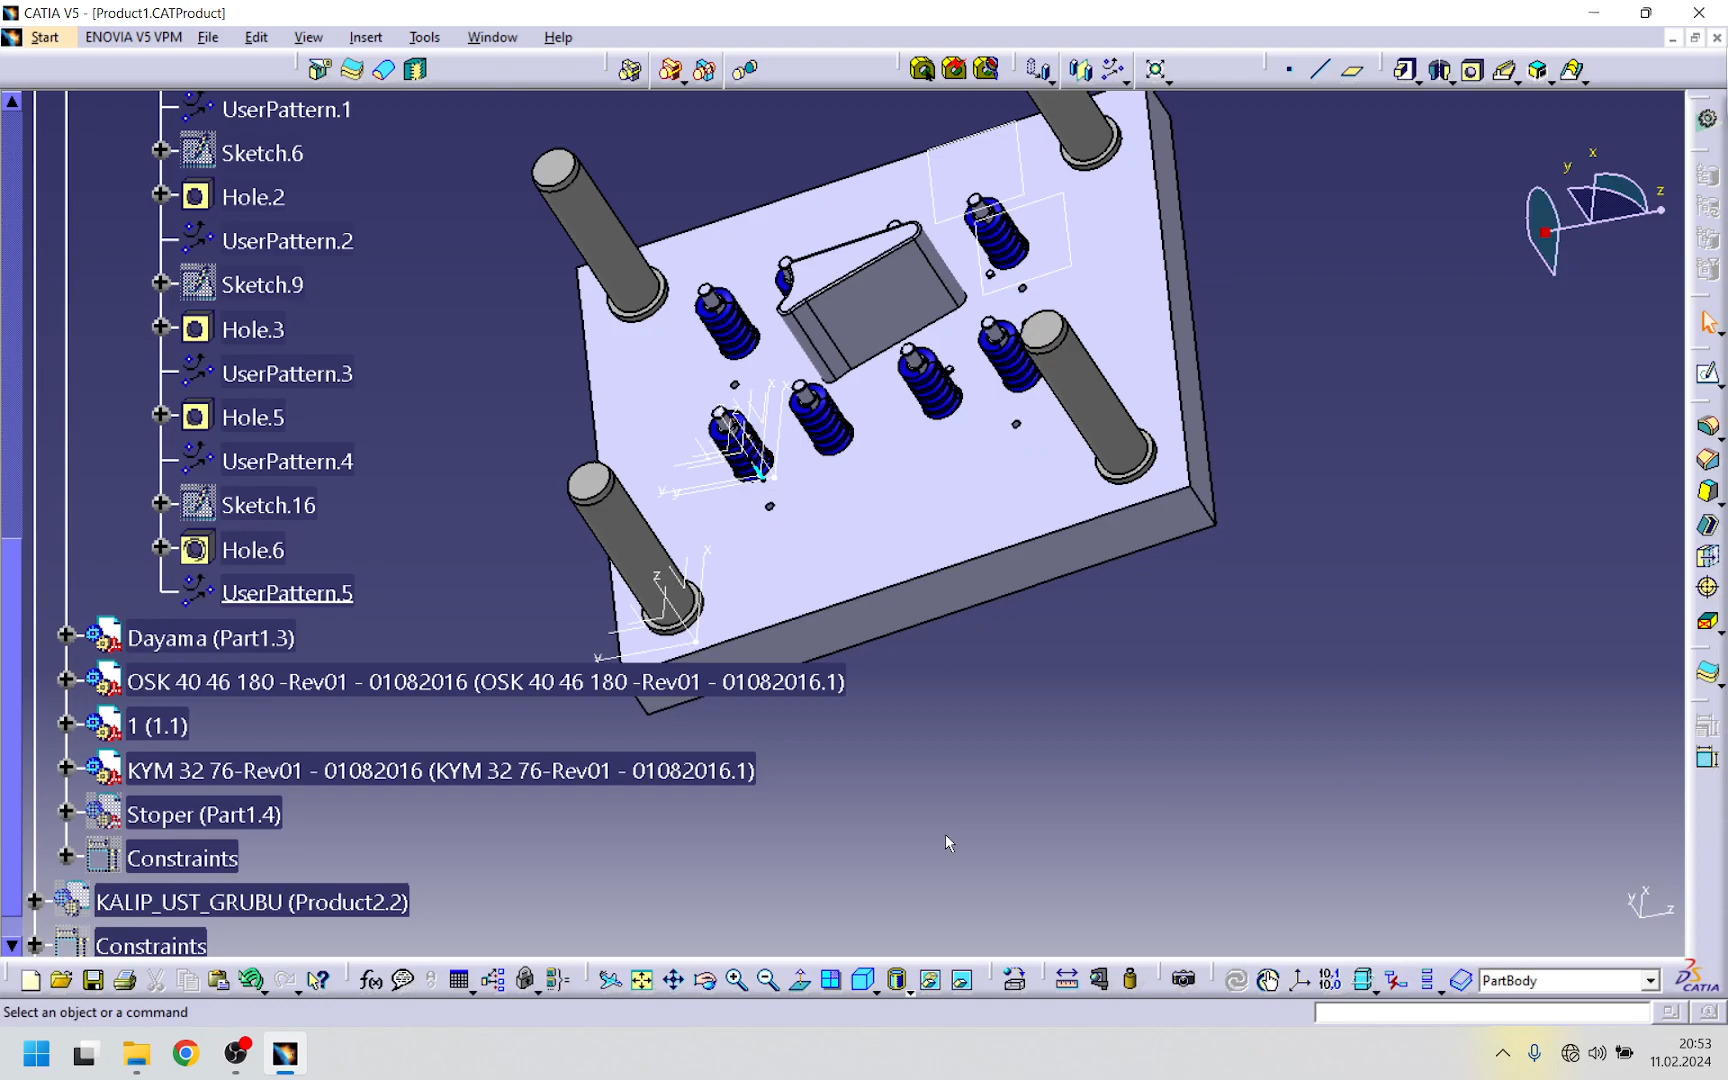 CATIA V5 - [Product1.CATProduct]
Start ENOVIA V5 VPM File Edit View Insert Tools Window Help
UserPattern.1
Sketch.6
Hole.2
UserPattern.2
Sketch.9
Hole.3
UserPattern.3
Hole.5
UserPattern.4
Sketch.16
Hole.6
UserPattern.5
Dayama (Part1.3)
OSK 40 46 180 -Rev01 - 01082016 (OSK 40 46 180 -Rev01 - 01082016.1)
1 (1.1)
KYM 32 76-Rev01 - 01082016 (KYM 32 76-Rev01 - 01082016.1)
Stoper (Part1.4)
Constraints
KALIP_UST_GRUBU (Product2.2)
Constraints
x
y
z
x
y y
x
z
y
x
y
z
PartBody
CATIA
Select an object or a command
20:53
11.02.2024